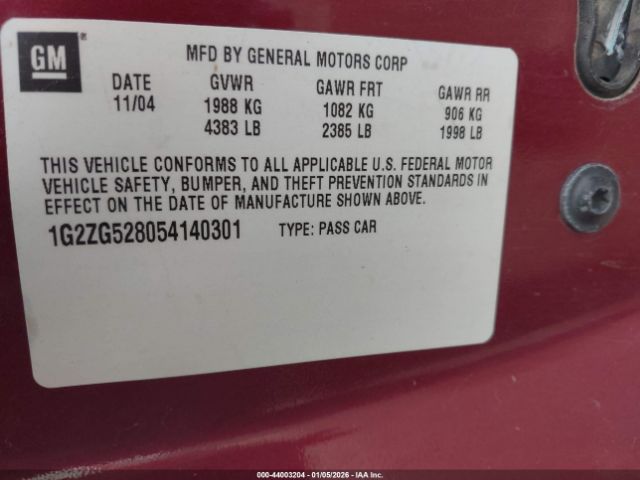 GM
MFD BY GENERAL MOTORS CORP
DATE GVWR GAWR FRT GAWR RR
11/04 1988 KG 1082 KG 906 KG
4383 LB 2385 LB 1998 LB
THIS VEHICLE CONFORMS TO ALL APPLICABLE U.S. FEDERAL MOTOR
VEHICLE SAFETY, BUMPER, AND THEFT PREVENTION STANDARDS IN
EFFECT ON THE DATE OF MANUFACTURE SHOWN ABOVE.
1G2ZG528054140301 TYPE: PASS CAR
000-44003204 - 01/05/2026 - IAA Inc.